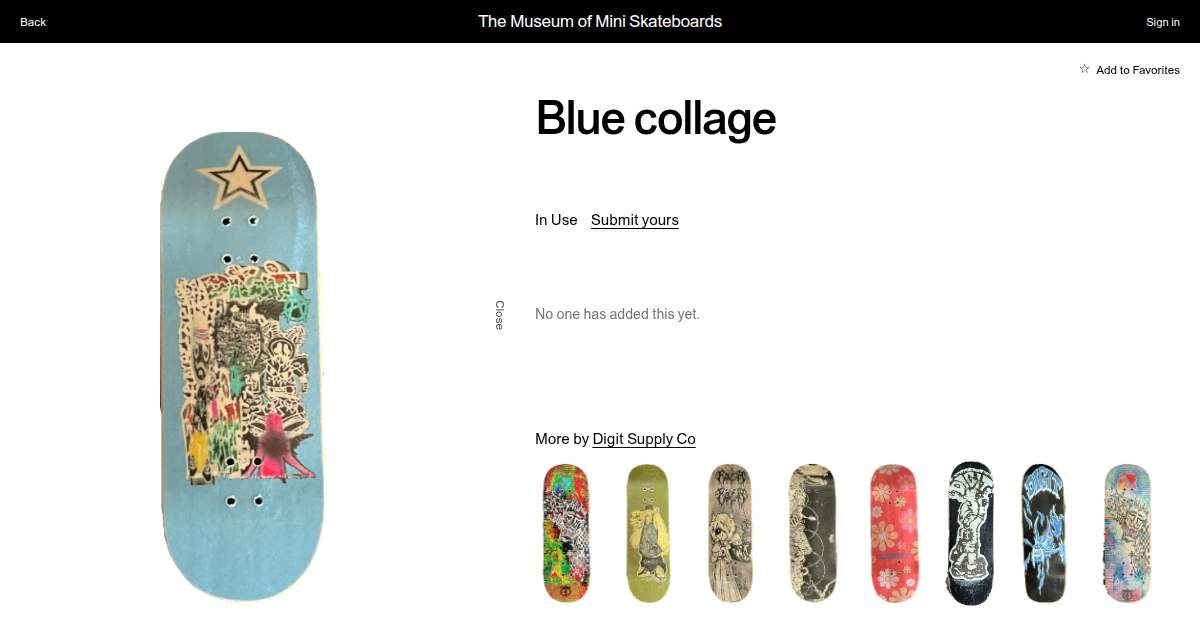 Back
The Museum of Mini Skateboards
Sign in
☆ Add to Favorites
Blue collage
In Use Submit yours
Close
No one has added this yet.
More by Digit Supply Co